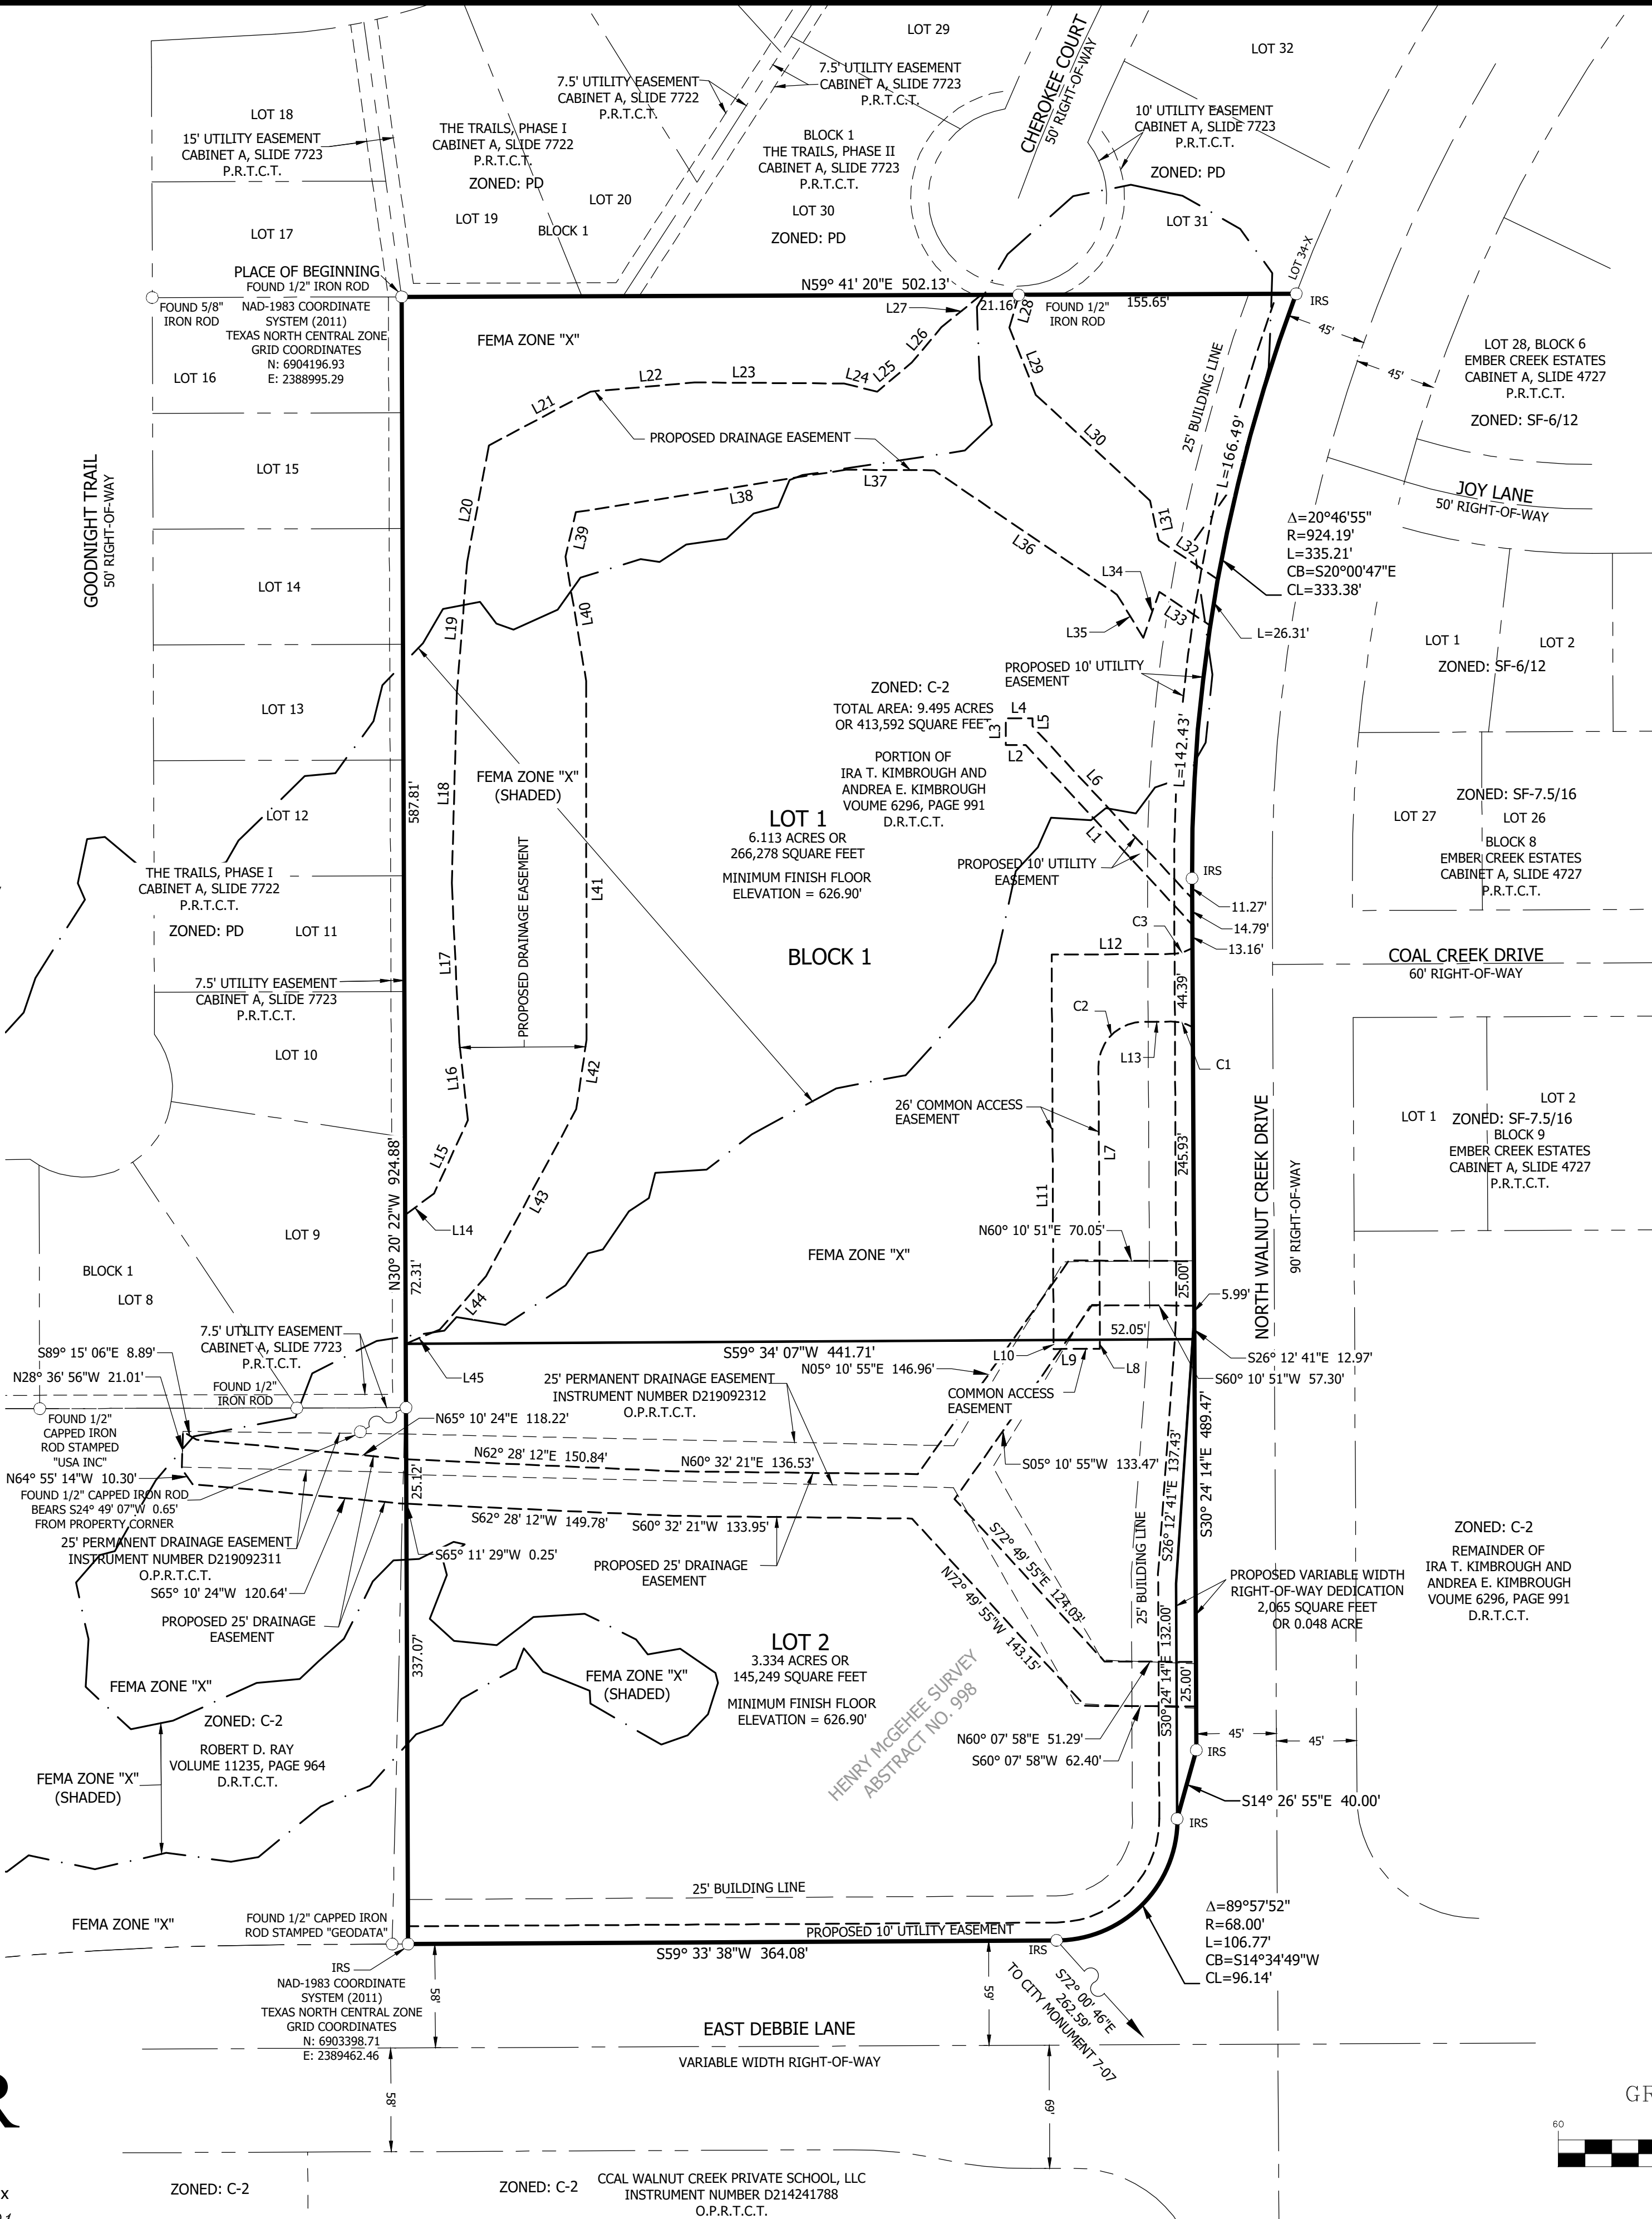 LOT 29
LOT 32
CHEROKEE COURT
50' RIGHT-OF-WAY
7.5' UTILITY EASEMENT
CABINET A, SLIDE 7722
P.R.T.C.T.
7.5' UTILITY EASEMENT
CABINET A, SLIDE 7723
P.R.T.C.T.
10' UTILITY EASEMENT
CABINET A, SLIDE 7723
P.R.T.C.T.
ZONED: PD
LOT 18
15' UTILITY EASEMENT
CABINET A, SLIDE 7723
P.R.T.C.T.
THE TRAILS, PHASE I
CABINET A, SLIDE 7722
P.R.T.C.T.
ZONED: PD
BLOCK 1
THE TRAILS, PHASE II
CABINET A, SLIDE 7723
P.R.T.C.T.
LOT 30
ZONED: PD
LOT 20
LOT 19
BLOCK 1
LOT 31
LOT 17
LOT 34-X
PLACE OF BEGINNING
FOUND 1/2" IRON ROD
NAD-1983 COORDINATE
SYSTEM (2011)
TEXAS NORTH CENTRAL ZONE
GRID COORDINATES
N: 6904196.93
E: 2388995.29
FOUND 5/8"
IRON ROD
N59° 41' 20"E 502.13'
L27
21.16'
L28
FOUND 1/2"
IRON ROD
155.65'
IRS
45'
45'
FEMA ZONE "X"
LOT 16
L26
L25
L24
L23
L22
L21
L29
L30
25' BUILDING LINE
L=166.49'
LOT 28, BLOCK 6
EMBER CREEK ESTATES
CABINET A, SLIDE 4727
P.R.T.C.T.
ZONED: SF-6/12
PROPOSED DRAINAGE EASEMENT
GOODNIGHT TRAIL
50' RIGHT-OF-WAY
LOT 15
L20
L39
L38
L37
L36
L31
L32
JOY LANE
50' RIGHT-OF-WAY
Δ=20°46'55"
R=924.19'
L=335.21'
CB=S20°00'47"E
CL=333.38'
LOT 14
L19
L40
L34
L33
L35
L=26.31'
LOT 1
LOT 2
ZONED: SF-6/12
PROPOSED 10' UTILITY
EASEMENT
LOT 13
ZONED: C-2
TOTAL AREA: 9.495 ACRES
OR 413,592 SQUARE FEET
L4
L3
L5
L2
L=142.43'
PORTION OF
IRA T. KIMBROUGH AND
ANDREA E. KIMBROUGH
VOUME 6296, PAGE 991
D.R.T.C.T.
L6
L1
FEMA ZONE "X"
(SHADED)
587.81'
L18
LOT 12
LOT 1
6.113 ACRES OR
266,278 SQUARE FEET
MINIMUM FINISH FLOOR
ELEVATION = 626.90'
ZONED: SF-7.5/16
LOT 27
LOT 26
BLOCK 8
EMBER CREEK ESTATES
CABINET A, SLIDE 4727
P.R.T.C.T.
PROPOSED 10' UTILITY
EASEMENT
IRS
THE TRAILS, PHASE I
CABINET A, SLIDE 7722
P.R.T.C.T.
ZONED: PD
LOT 11
PROPOSED DRAINAGE EASEMENT
L41
11.27'
14.79'
13.16'
C3
L12
BLOCK 1
COAL CREEK DRIVE
60' RIGHT-OF-WAY
L17
7.5' UTILITY EASEMENT
CABINET A, SLIDE 7723
P.R.T.C.T.
44.39'
C2
L13
C1
LOT 10
L16
L42
26' COMMON ACCESS
EASEMENT
LOT 2
LOT 1
ZONED: SF-7.5/16
BLOCK 9
EMBER CREEK ESTATES
CABINET A, SLIDE 4727
P.R.T.C.T.
NORTH WALNUT CREEK DRIVE
90' RIGHT-OF-WAY
L15
L43
L7
L11
245.93'
N30° 20' 22"W 924.88'
L14
LOT 9
N60° 10' 51"E 70.05'
FEMA ZONE "X"
BLOCK 1
LOT 8
72.31'
L44
25.00'
5.99'
7.5' UTILITY EASEMENT
CABINET A, SLIDE 7723
P.R.T.C.T.
S89° 15' 06"E 8.89'
N28° 36' 56"W 21.01'
FOUND 1/2"
IRON ROD
L45
S59° 34' 07"W 441.71'
52.05'
L10
L9
L8
N05° 10' 55"E 146.96'
S26° 12' 41"E 12.97'
S60° 10' 51"W 57.30'
25' PERMANENT DRAINAGE EASEMENT
INSTRUMENT NUMBER D219092312
O.P.R.T.C.T.
COMMON ACCESS
EASEMENT
FOUND 1/2"
CAPPED IRON
ROD STAMPED
"USA INC"
N65° 10' 24"E 118.22'
N62° 28' 12"E 150.84'
N60° 32' 21"E 136.53'
S05° 10' 55"W 133.47'
N64° 55' 14"W 10.30'
FOUND 1/2" CAPPED IRON ROD
BEARS S24° 49' 07"W 0.65'
FROM PROPERTY CORNER
25.12'
S62° 28' 12"W 149.78'
S60° 32' 21"W 133.95'
S26° 12' 41"E 137.43'
S30° 24' 14"E 489.47'
25' PERMANENT DRAINAGE EASEMENT
INSTRUMENT NUMBER D219092311
O.P.R.T.C.T.
S65° 11' 29"W 0.25'
S65° 10' 24"W 120.64'
PROPOSED 25' DRAINAGE
EASEMENT
PROPOSED 25' DRAINAGE
EASEMENT
S72° 49' 55"E 124.03'
N72° 49' 55"W 143.15'
25' BUILDING LINE
ZONED: C-2
REMAINDER OF
IRA T. KIMBROUGH AND
ANDREA E. KIMBROUGH
VOUME 6296, PAGE 991
D.R.T.C.T.
PROPOSED VARIABLE WIDTH
RIGHT-OF-WAY DEDICATION
2,065 SQUARE FEET
OR 0.048 ACRE
337.07'
LOT 2
3.334 ACRES OR
145,249 SQUARE FEET
MINIMUM FINISH FLOOR
ELEVATION = 626.90'
FEMA ZONE "X"
(SHADED)
S30° 24' 14"E 132.00'
25.00'
HENRY McGEHEE SURVEY
ABSTRACT NO. 998
FEMA ZONE "X"
ZONED: C-2
ROBERT D. RAY
VOLUME 11235, PAGE 964
D.R.T.C.T.
N60° 07' 58"E 51.29'
S60° 07' 58"W 62.40'
45'
45'
IRS
FEMA ZONE "X"
(SHADED)
S14° 26' 55"E 40.00'
IRS
25' BUILDING LINE
Δ=89°57'52"
R=68.00'
L=106.77'
CB=S14°34'49"W
CL=96.14'
FEMA ZONE "X"
FOUND 1/2" CAPPED IRON
ROD STAMPED "GEODATA"
PROPOSED 10' UTILITY EASEMENT
S59° 33' 38"W 364.08'
IRS
IRS
NAD-1983 COORDINATE
SYSTEM (2011)
TEXAS NORTH CENTRAL ZONE
GRID COORDINATES
N: 6903398.71
E: 2389462.46
58'
59'
S72° 00' 46"E
262.59'
TO CITY MONUMENT 7-07
EAST DEBBIE LANE
VARIABLE WIDTH RIGHT-OF-WAY
58'
69'
R
GR
60
ZONED: C-2
ZONED: C-2
CCAL WALNUT CREEK PRIVATE SCHOOL, LLC
INSTRUMENT NUMBER D214241788
O.P.R.T.C.T.
x